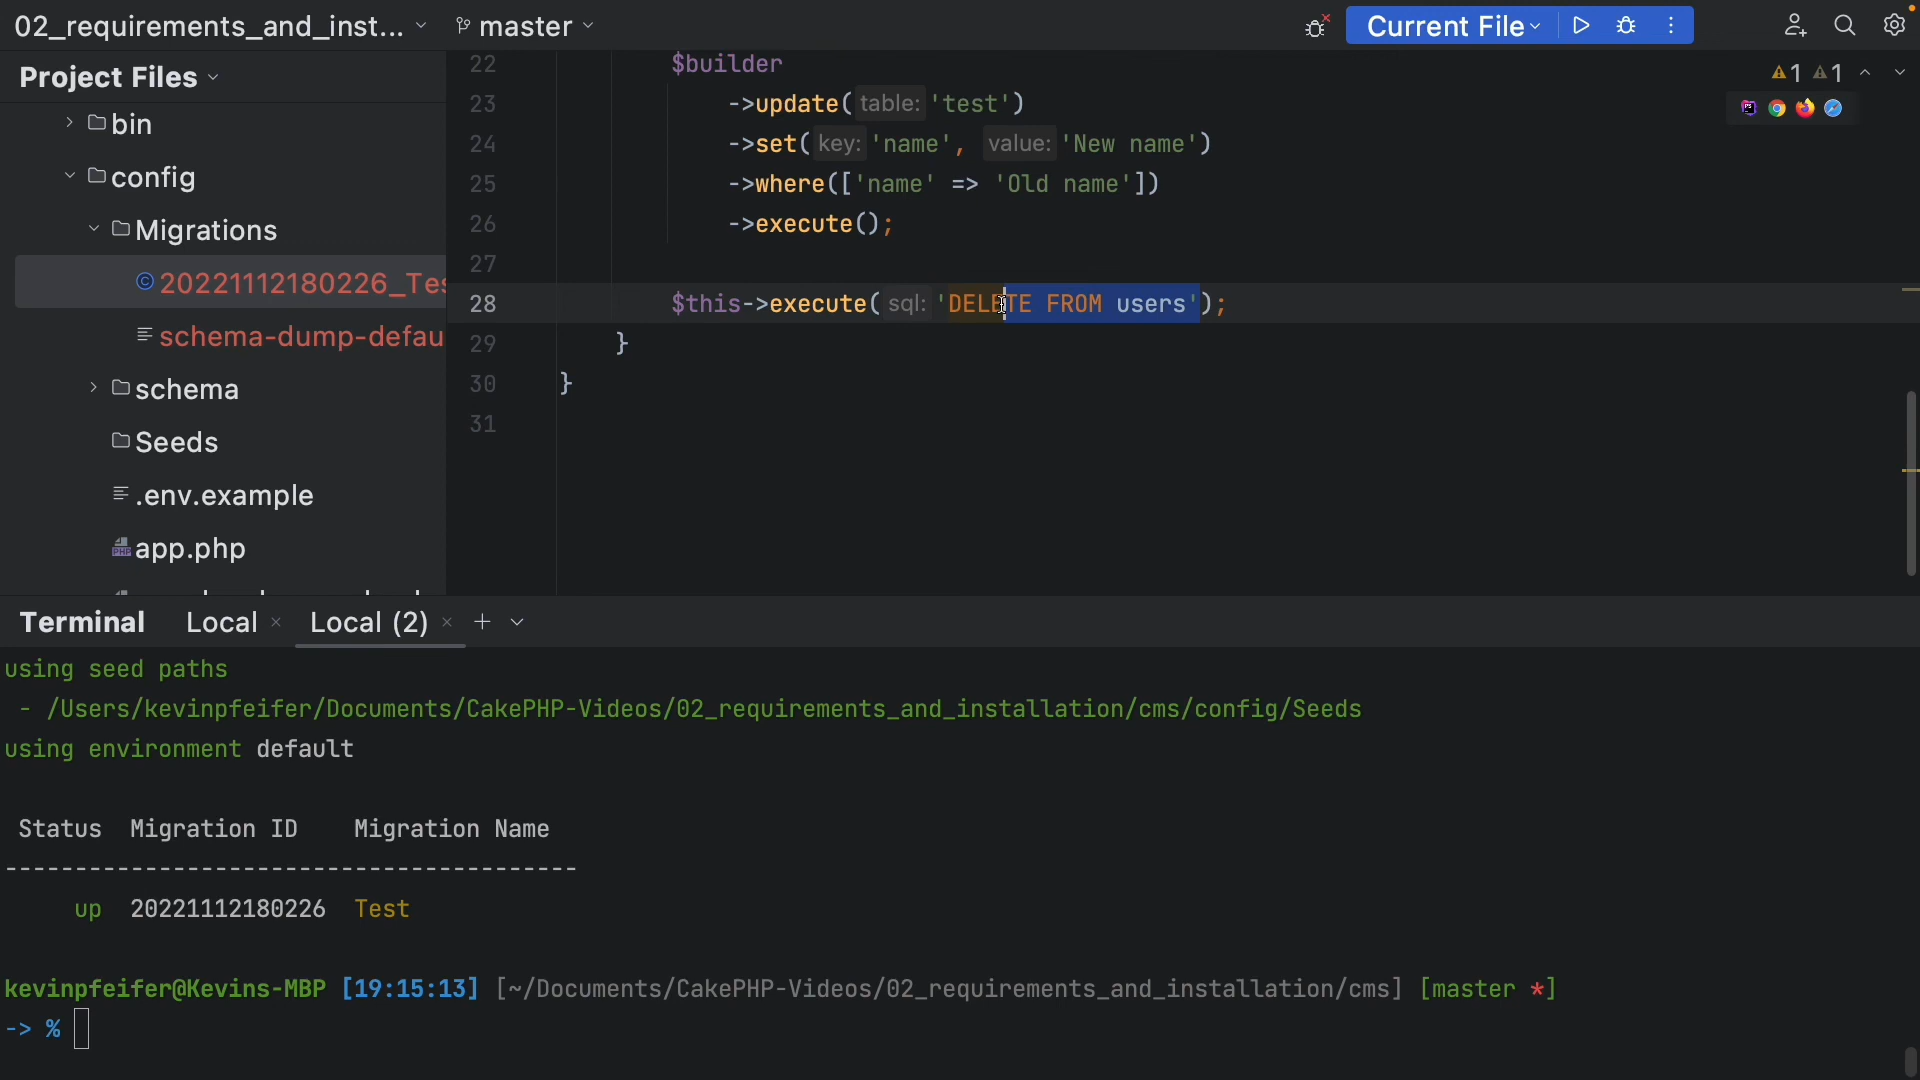 02_requirements_and_inst...
master
Current File
Project Files
bin
config
Migrations
20221112180226_Tes
schema-dump-defau
schema
Seeds
.env.example
app.php
1 1
22 $builder
23 ->update( table: 'test')
24 ->set( key: 'name', value: 'New name')
25 ->where(['name' => 'Old name'])
26 ->execute();
27
28 $this->execute( sql: 'DELETE FROM users');
29 }
30 }
31
Terminal Local × Local (2) × +
using seed paths
- /Users/kevinpfeifer/Documents/CakePHP-Videos/02_requirements_and_installation/cms/config/Seeds
using environment default
Status Migration ID Migration Name
-----------------------------------------
up 20221112180226 Test
kevinpfeifer@Kevins-MBP [19:15:13] [~/Documents/CakePHP-Videos/02_requirements_and_installation/cms] [master *]
-> %